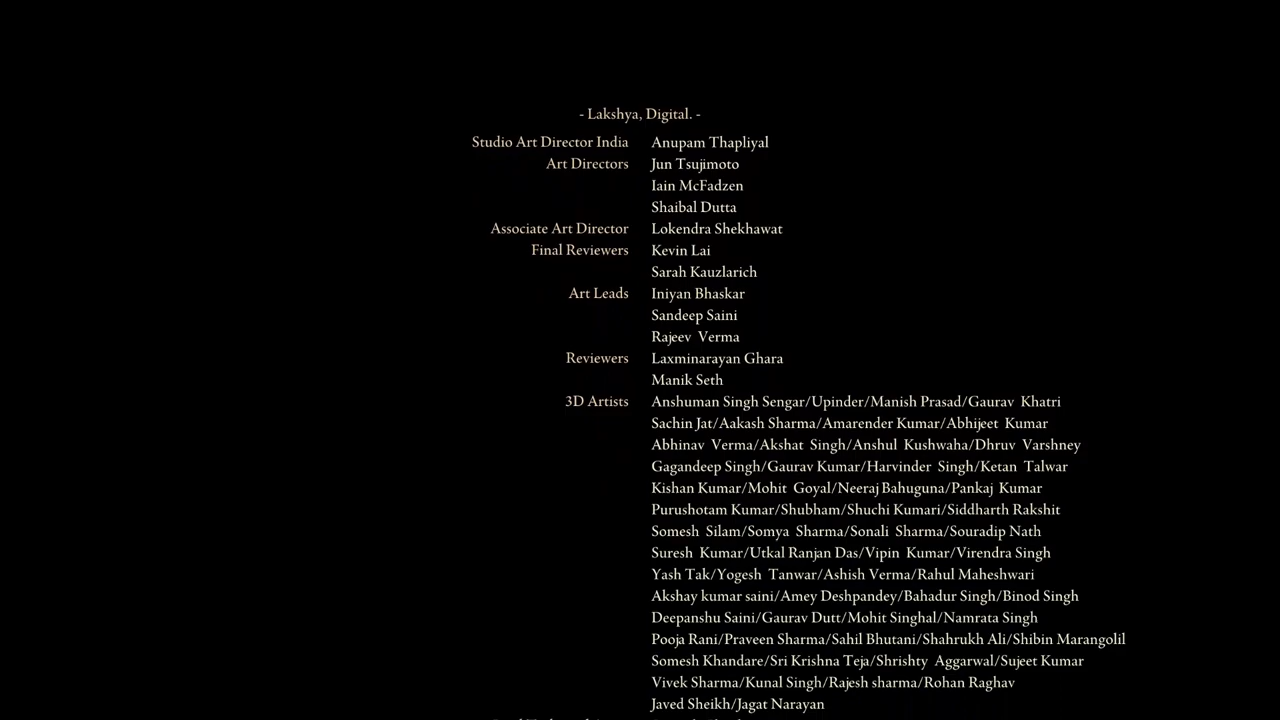 - Lakshya, Digital. -
Studio Art Director India Anupam Thapliyal
Art Directors Jun Tsujimoto
Iain McFadzen
Shaibal Dutta
Associate Art Director Lokendra Shekhawat
Final Reviewers Kevin Lai
Sarah Kauzlarich
Art Leads Iniyan Bhaskar
Sandeep Saini
Rajeev Verma
Reviewers Laxminarayan Ghara
Manik Seth
3D Artists Anshuman Singh Sengar/Upinder/Manish Prasad/Gaurav Khatri
Sachin Jat/Aakash Sharma/Amarender Kumar/Abhijeet Kumar
Abhinav Verma/Akshat Singh/Anshul Kushwaha/Dhruv Varshney
Gagandeep Singh/Gaurav Kumar/Harvinder Singh/Ketan Talwar
Kishan Kumar/Mohit Goyal/Neeraj Bahuguna/Pankaj Kumar
Purushotam Kumar/Shubham/Shuchi Kumari/Siddharth Rakshit
Somesh Silam/Somya Sharma/Sonali Sharma/Souradip Nath
Suresh Kumar/Utkal Ranjan Das/Vipin Kumar/Virendra Singh
Yash Tak/Yogesh Tanwar/Ashish Verma/Rahul Maheshwari
Akshay kumar saini/Amey Deshpandey/Bahadur Singh/Binod Singh
Deepanshu Saini/Gaurav Dutt/Mohit Singhal/Namrata Singh
Pooja Rani/Praveen Sharma/Sahil Bhutani/Shahrukh Ali/Shibin Marangolil
Somesh Khandare/Sri Krishna Teja/Shrishty Aggarwal/Sujeet Kumar
Vivek Sharma/Kunal Singh/Rajesh sharma/Rohan Raghav
Javed Sheikh/Jagat Narayan